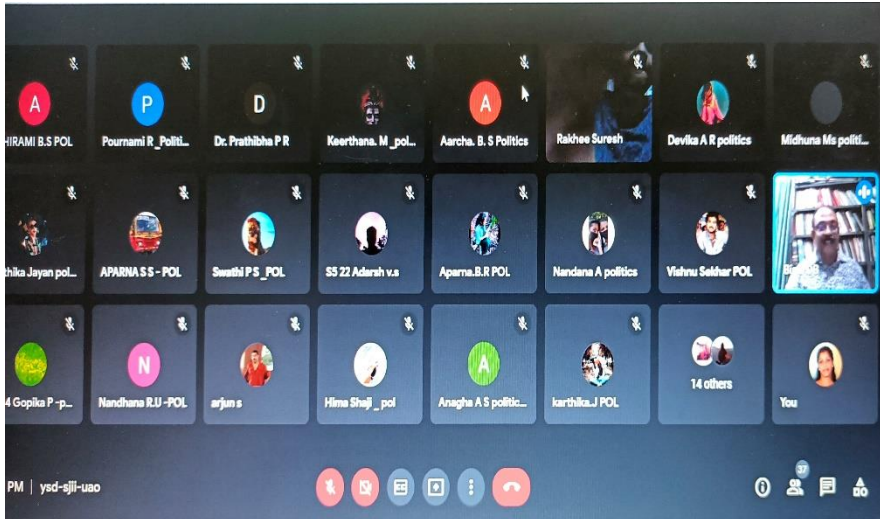 A
HIRAMI B.S POL
P
Pournami R_Politi...
D
Dr. Prathibha P R
Keerthana. M _pol...
A
Aarcha. B. S Politics
Rakhee Suresh
Devika A R politics
Midhuna Ms politi...
thika Jayan pol...
APARNA S S - POL
Swathi P S _POL
S5 22 Adarsh v.s
Aparna.B.R POL
Nandana A politics
Vishnu Sekhar POL
4 Gopika P -p...
N
Nandhana R.U -POL
arjun s
Hima Shaji _ pol
A
Anagha A S politic...
karthika.J POL
14 others
You
PM | ysd-sjii-uao
37